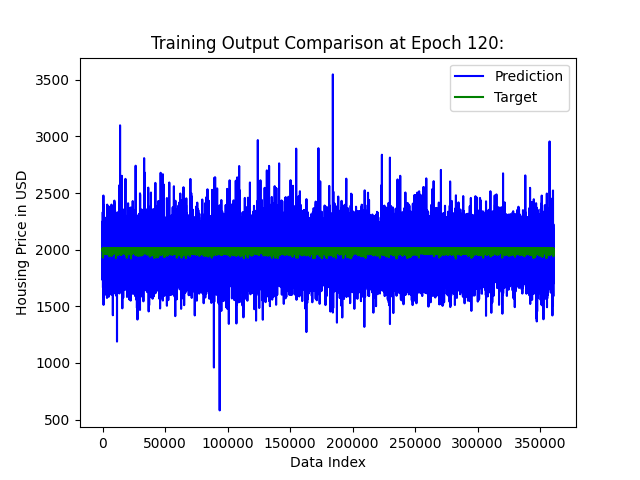 Training Output Comparison at Epoch 120:
Prediction
Target
Housing Price in USD
3500
3000
2500
2000
1500
1000
500
0 50000 100000 150000 200000 250000 300000 350000
Data Index